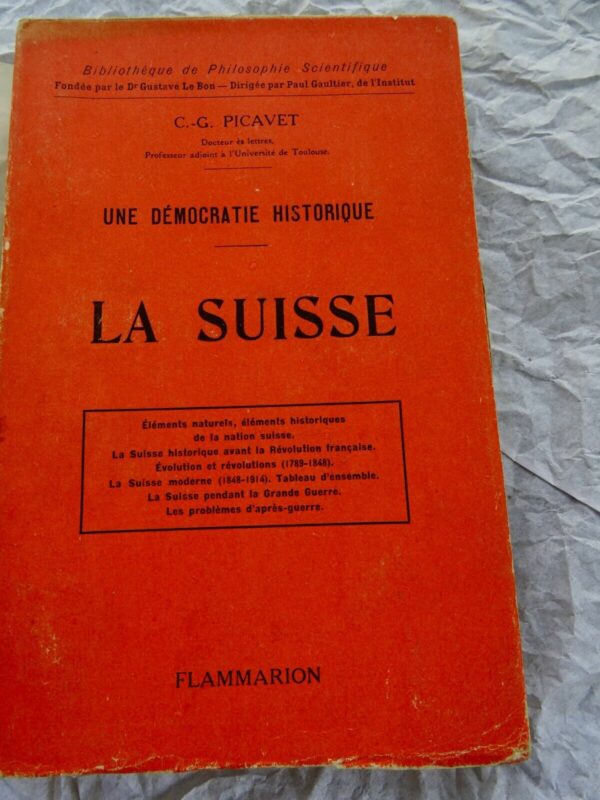 Bibliothèque de Philosophie Scientifique
Fondée par le Dr Gustave Le Bon — Dirigée par Paul Gaultier, de l'Institut
C.-G. PICAVET
Docteur ès lettres,
Professeur adjoint à l'Université de Toulouse.
UNE DÉMOCRATIE HISTORIQUE
LA SUISSE
Éléments naturels, éléments historiques
de la nation suisse.
La Suisse historique avant la Révolution française.
Évolution et révolutions (1789-1848).
La Suisse moderne (1848-1914). Tableau d'ensemble.
La Suisse pendant la Grande Guerre.
Les problèmes d'après-guerre.
FLAMMARION